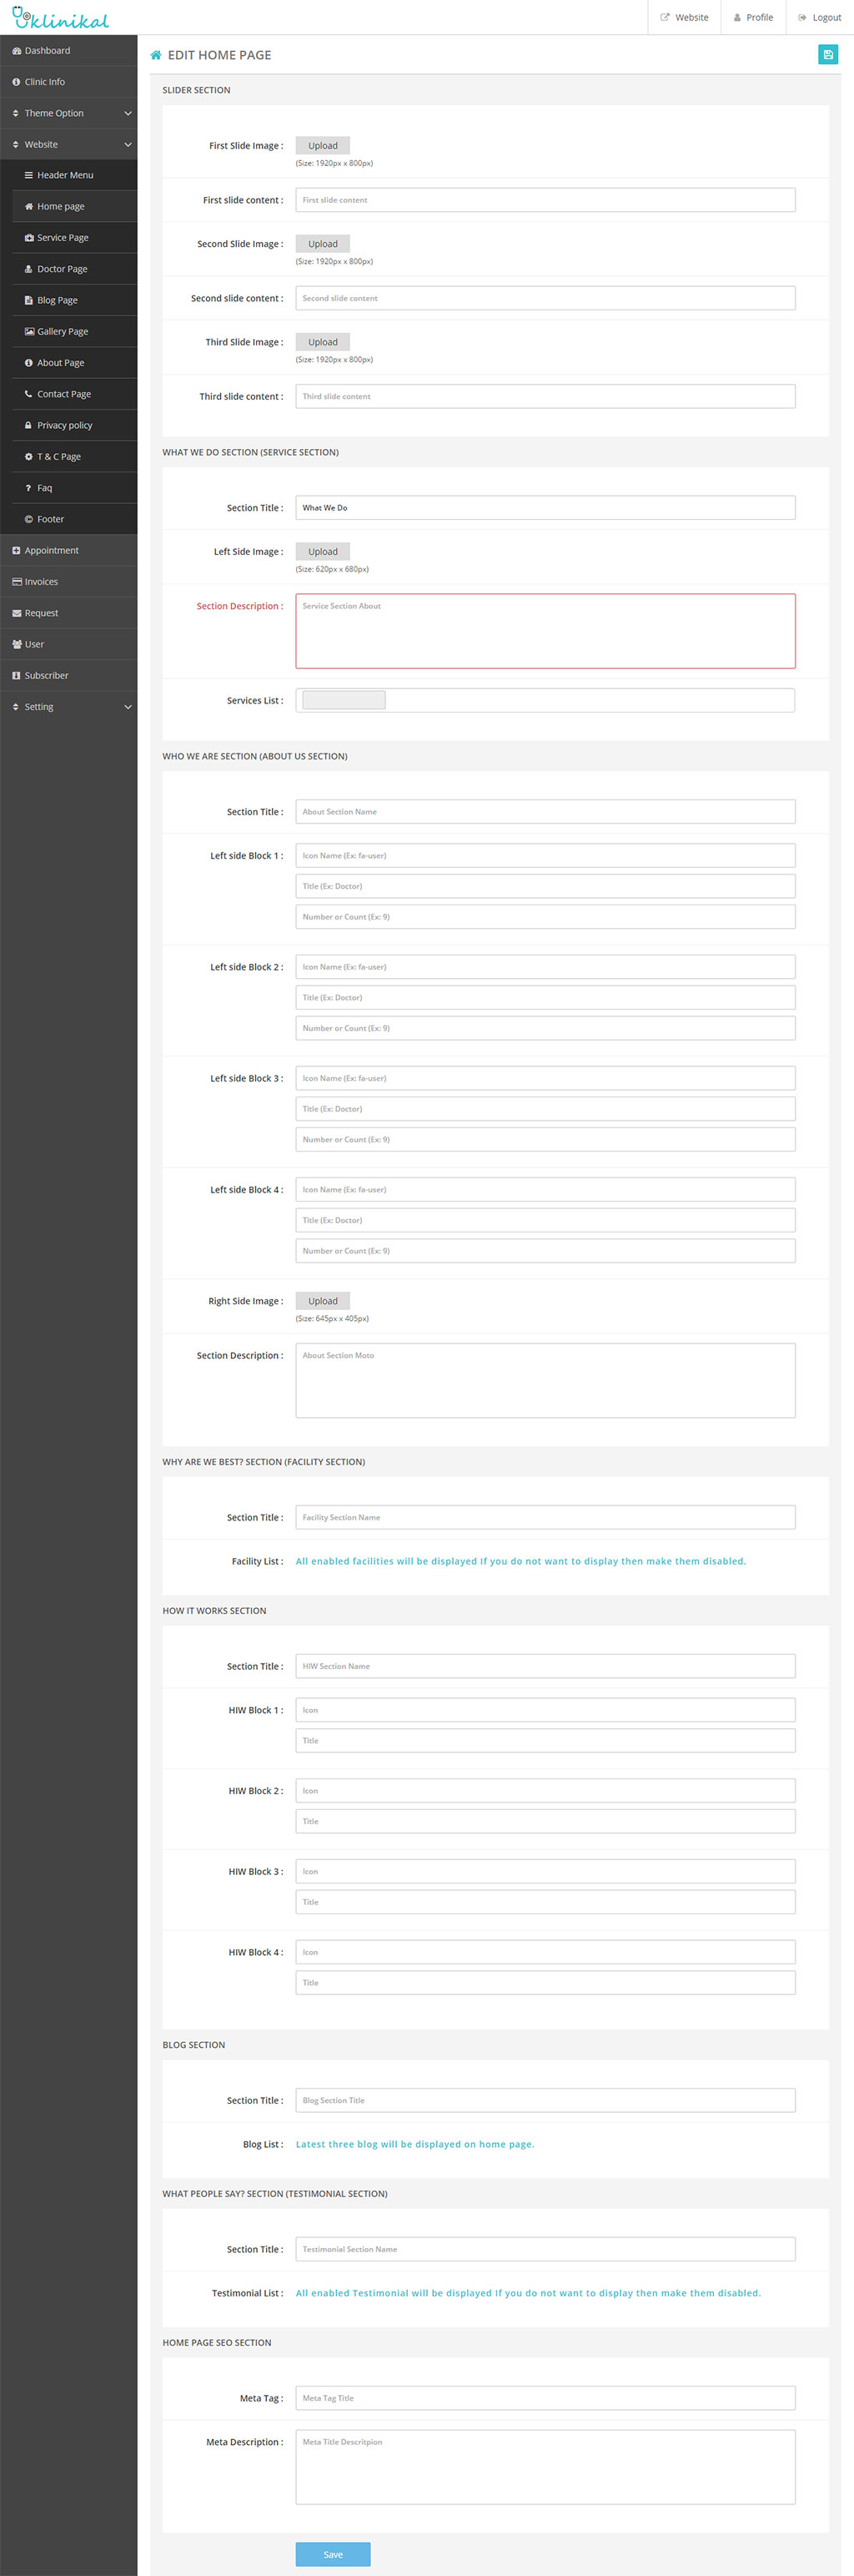 klinikal
Website
Profile
Logout
Dashboard
Clinic Info
Theme Option
Website
Header Menu
Home page
Service Page
Doctor Page
Blog Page
Gallery Page
About Page
Contact Page
Privacy policy
T & C Page
Faq
Footer
Appointment
Invoices
Request
User
Subscriber
Setting
EDIT HOME PAGE
SLIDER SECTION
First Slide Image : Upload
(Size: 1920px x 800px)
First slide content : First slide content
Second Slide Image : Upload
(Size: 1920px x 800px)
Second slide content : Second slide content
Third Slide Image : Upload
(Size: 1920px x 800px)
Third slide content : Third slide content
WHAT WE DO SECTION (SERVICE SECTION)
Section Title : What We Do
Left Side Image : Upload
(Size: 620px x 680px)
Section Description : Service Section About
Services List :
WHO WE ARE SECTION (ABOUT US SECTION)
Section Title : About Section Name
Left side Block 1 : Icon Name (Ex: fa-user)
Title (Ex: Doctor)
Number or Count (Ex: 9)
Left side Block 2 : Icon Name (Ex: fa-user)
Title (Ex: Doctor)
Number or Count (Ex: 9)
Left side Block 3 : Icon Name (Ex: fa-user)
Title (Ex: Doctor)
Number or Count (Ex: 9)
Left side Block 4 : Icon Name (Ex: fa-user)
Title (Ex: Doctor)
Number or Count (Ex: 9)
Right Side Image : Upload
(Size: 645px x 405px)
Section Description : About Section Moto
WHY ARE WE BEST? SECTION (FACILITY SECTION)
Section Title : Facility Section Name
Facility List : All enabled facilities will be displayed If you do not want to display then make them disabled.
HOW IT WORKS SECTION
Section Title : HIW Section Name
HIW Block 1 : Icon
Title
HIW Block 2 : Icon
Title
HIW Block 3 : Icon
Title
HIW Block 4 : Icon
Title
BLOG SECTION
Section Title : Blog Section Title
Blog List : Latest three blog will be displayed on home page.
WHAT PEOPLE SAY? SECTION (TESTIMONIAL SECTION)
Section Title : Testimonial Section Name
Testimonial List : All enabled Testimonial will be displayed If you do not want to display then make them disabled.
HOME PAGE SEO SECTION
Meta Tag : Meta Tag Title
Meta Description : Meta Title Descritpion
Save